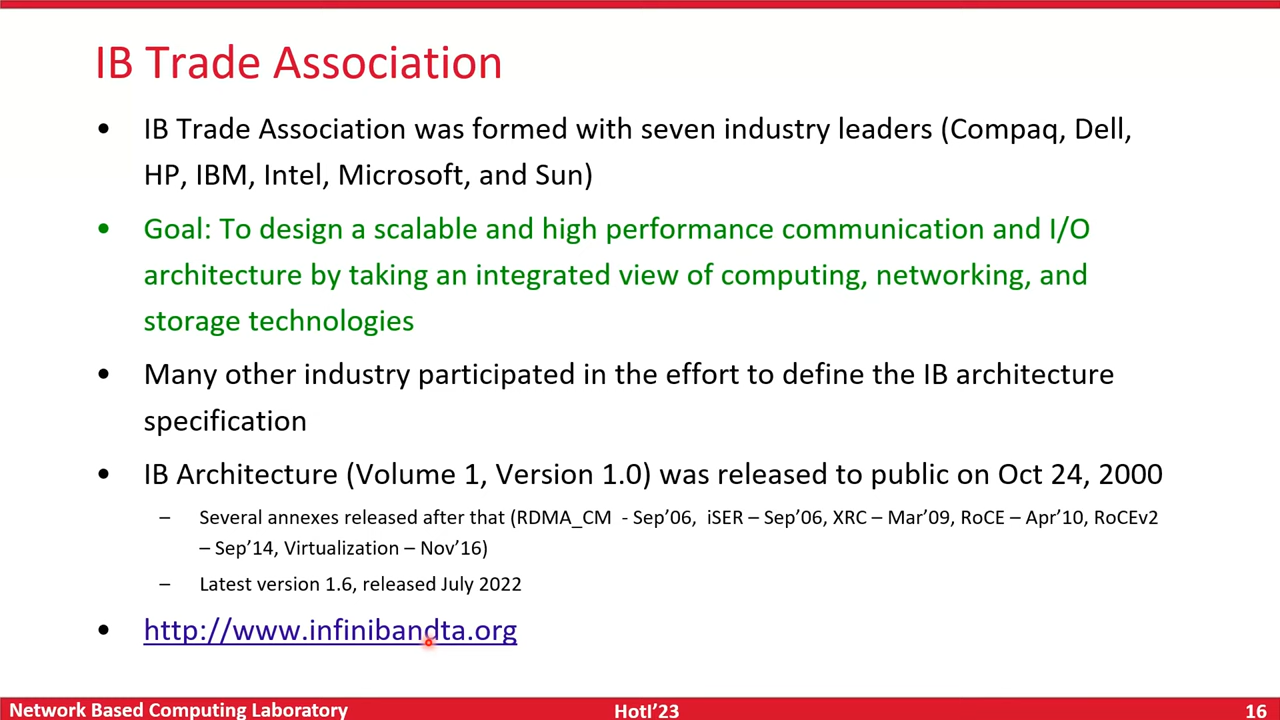 IB Trade Association
• IB Trade Association was formed with seven industry leaders (Compaq, Dell,
HP, IBM, Intel, Microsoft, and Sun)
• Goal: To design a scalable and high performance communication and I/O
architecture by taking an integrated view of computing, networking, and
storage technologies
• Many other industry participated in the effort to define the IB architecture
specification
• IB Architecture (Volume 1, Version 1.0) was released to public on Oct 24, 2000
– Several annexes released after that (RDMA_CM - Sep’06, iSER – Sep’06, XRC – Mar’09, RoCE – Apr’10, RoCEv2
– Sep’14, Virtualization – Nov’16)
– Latest version 1.6, released July 2022
• http://www.infinibandta.org
Network Based Computing Laboratory
HotI’23
16